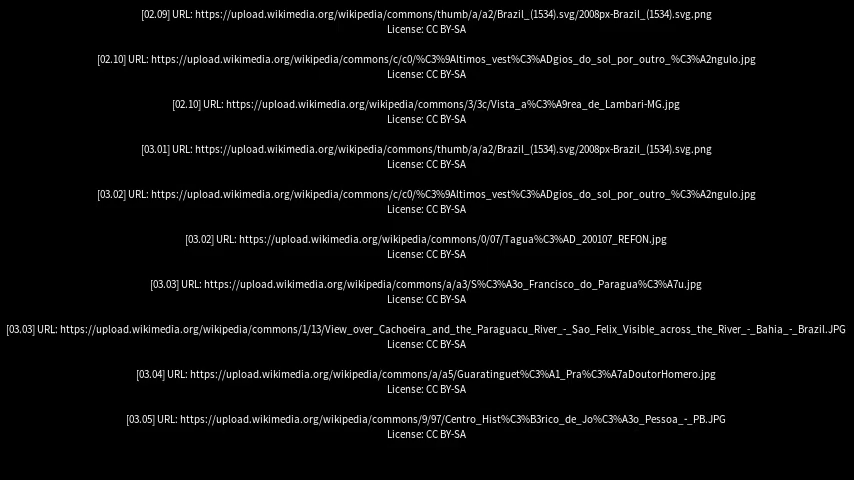 [02.09] URL: https://upload.wikimedia.org/wikipedia/commons/thumb/a/a2/Brazil_(1534).svg/2008px-Brazil_(1534).svg.png
License: CC BY-SA
[02.10] URL: https://upload.wikimedia.org/wikipedia/commons/c/c0/%C3%9Altimos_vest%C3%ADgios_do_sol_por_outro_%C3%A2ngulo.jpg
License: CC BY-SA
[02.10] URL: https://upload.wikimedia.org/wikipedia/commons/3/3c/Vista_a%C3%A9rea_de_Lambari-MG.jpg
License: CC BY-SA
[03.01] URL: https://upload.wikimedia.org/wikipedia/commons/thumb/a/a2/Brazil_(1534).svg/2008px-Brazil_(1534).svg.png
License: CC BY-SA
[03.02] URL: https://upload.wikimedia.org/wikipedia/commons/c/c0/%C3%9Altimos_vest%C3%ADgios_do_sol_por_outro_%C3%A2ngulo.jpg
License: CC BY-SA
[03.02] URL: https://upload.wikimedia.org/wikipedia/commons/0/07/Tagua%C3%AD_200107_REFON.jpg
License: CC BY-SA
[03.03] URL: https://upload.wikimedia.org/wikipedia/commons/a/a3/S%C3%A3o_Francisco_do_Paragua%C3%A7u.jpg
License: CC BY-SA
[03.03] URL: https://upload.wikimedia.org/wikipedia/commons/1/13/View_over_Cachoeira_and_the_Paraguacu_River_-_Sao_Felix_Visible_across_the_River_-_Bahia_-_Brazil.JPG
License: CC BY-SA
[03.04] URL: https://upload.wikimedia.org/wikipedia/commons/a/a5/Guaratinguet%C3%A1_Pra%C3%A7aDoutorHomero.jpg
License: CC BY-SA
[03.05] URL: https://upload.wikimedia.org/wikipedia/commons/9/97/Centro_Hist%C3%B3rico_de_Jo%C3%A3o_Pessoa_-_PB.JPG
License: CC BY-SA